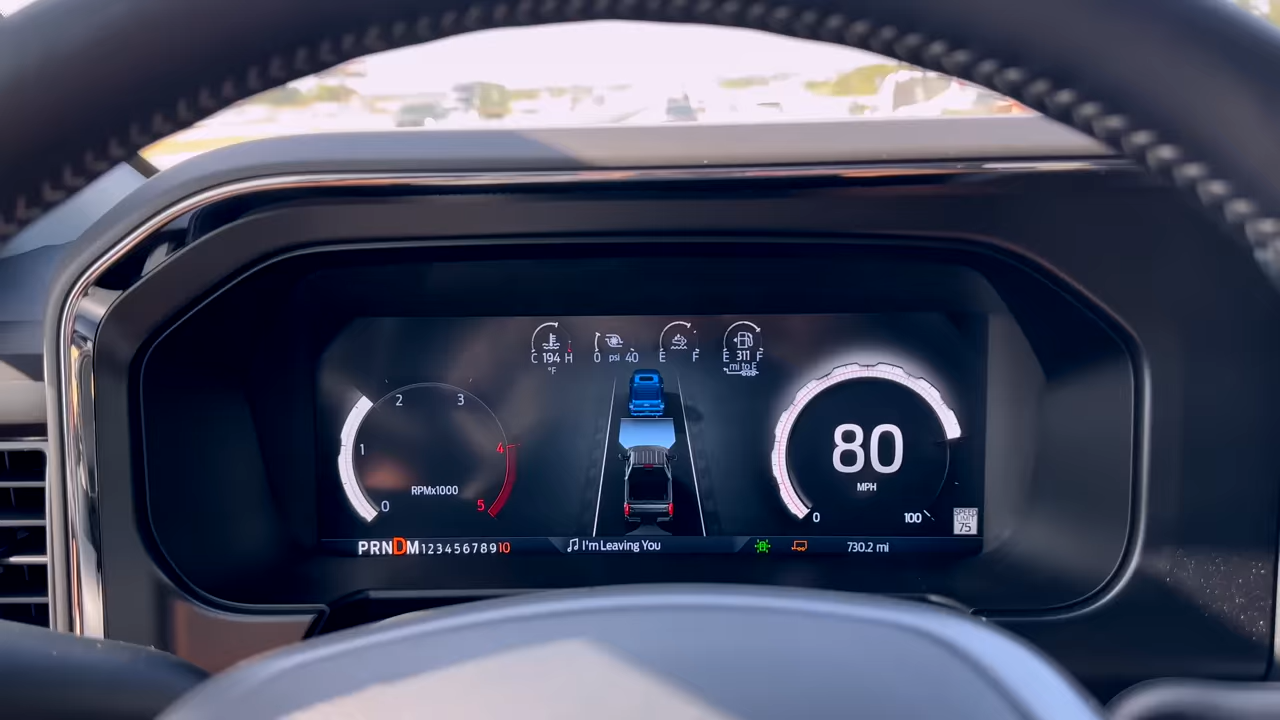 C 194 H
°F
0 psi 40
E F
E 311 F
mi to E
1
2
3
4
5
0
RPMx1000
80
MPH
0
100
SPEED
LIMIT
75
PRNDM12345678910
I'm Leaving You
730.2 mi